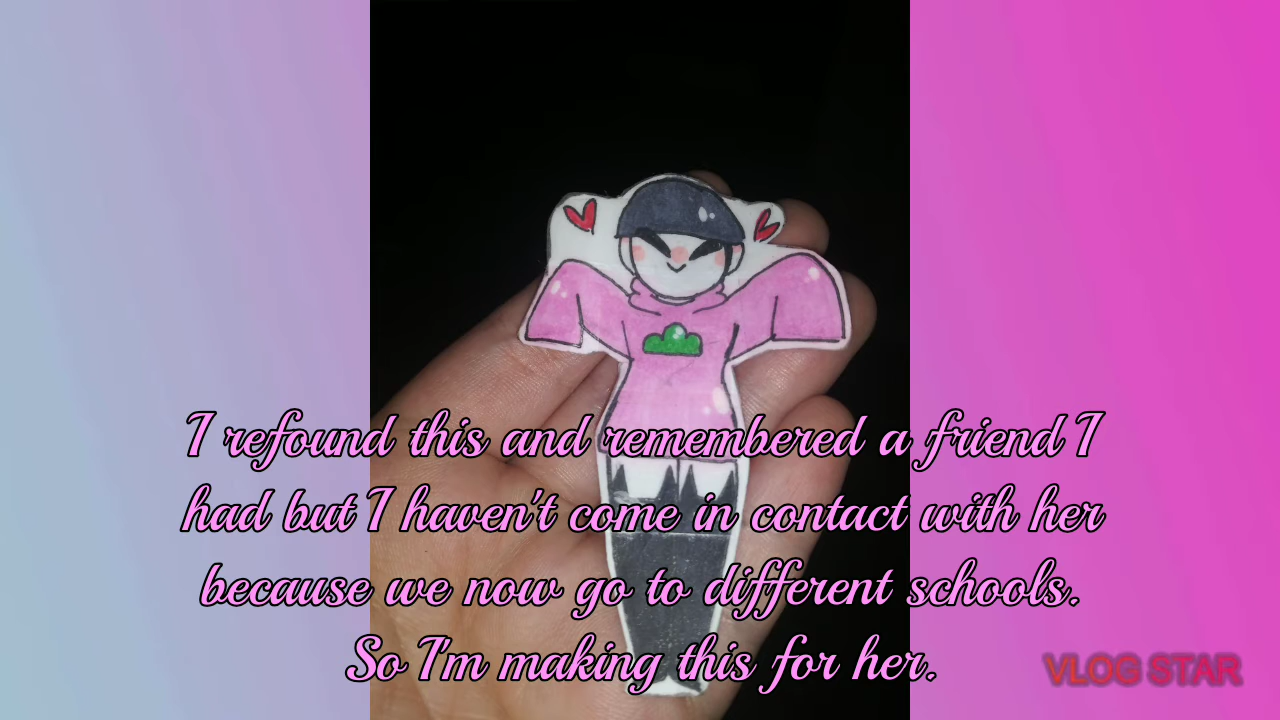 I refound this and remembered a friend I
had but I haven't come in contact with her
because we now go to different schools.
So I'm making this for her.
VLOG STAR